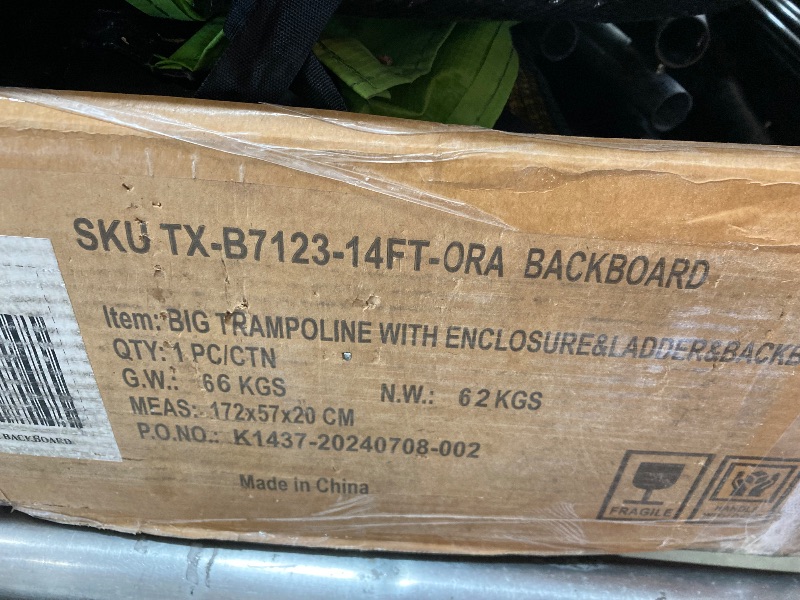 SKU TX-B7123-14FT-ORA BACKBOARD
Item: BIG TRAMPOLINE WITH ENCLOSURE&LADDER&BACKB
QTY: 1 PC/CTN
G.W.: 66 KGS N.W.: 62 KGS
MEAS: 172x57x20 CM
P.O.NO.: K1437-20240708-002
Made in China
BACKBOARD
FRAGILE